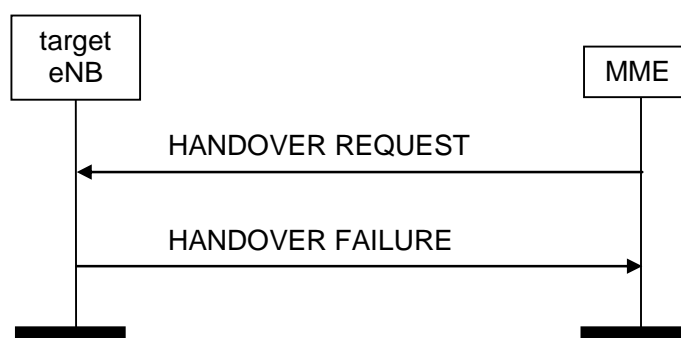 target
eNB
MME
HANDOVER REQUEST
HANDOVER FAILURE